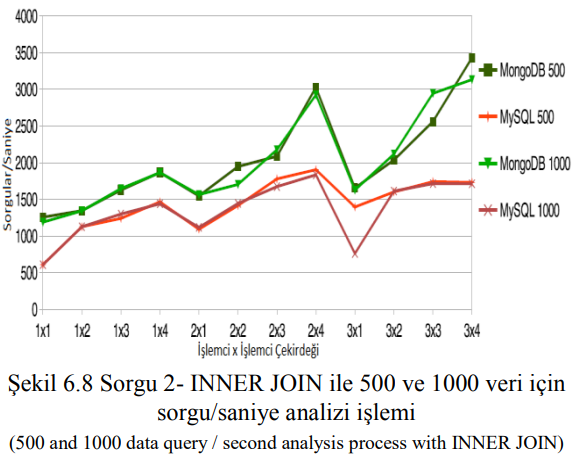 4000
3500
3000
2500
2000
1500
1000
500
0
Sorgular/Saniye
1x1 1x2 1x3 1x4 2x1 2x2 2x3 2x4 3x1 3x2 3x3 3x4
İşlemci x İşlemci Çekirdeği
MongoDB 500
MySQL 500
MongoDB 1000
MySQL 1000
Şekil 6.8 Sorgu 2- INNER JOIN ile 500 ve 1000 veri için
sorgu/saniye analizi işlemi
(500 and 1000 data query / second analysis process with INNER JOIN)